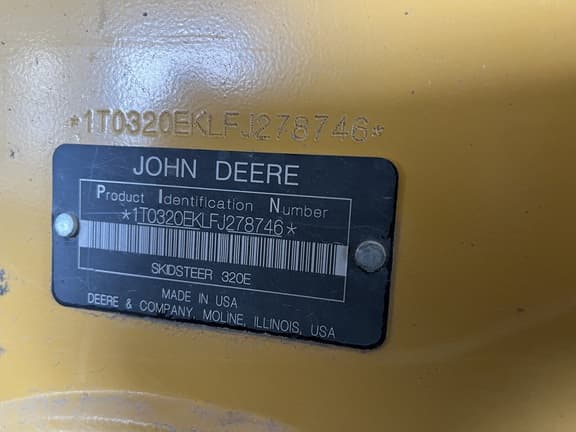 *1T0320EKLFJ278746*
JOHN DEERE
Product Identification Number
*1T0320EKLFJ278746*
SKIDSTEER 320E
MADE IN USA
DEERE & COMPANY, MOLINE, ILLINOIS, USA